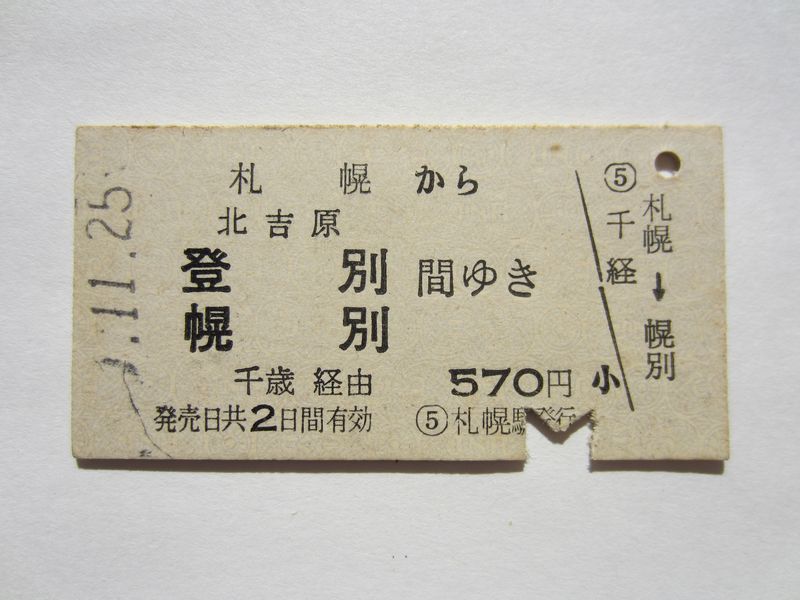 札幌から
北吉原
登別 間ゆき
幌別
千歳経由 570円 小
発売日共2日間有効 ⑤札幌駅発行
⑤千経
札幌→幌別
.11.25